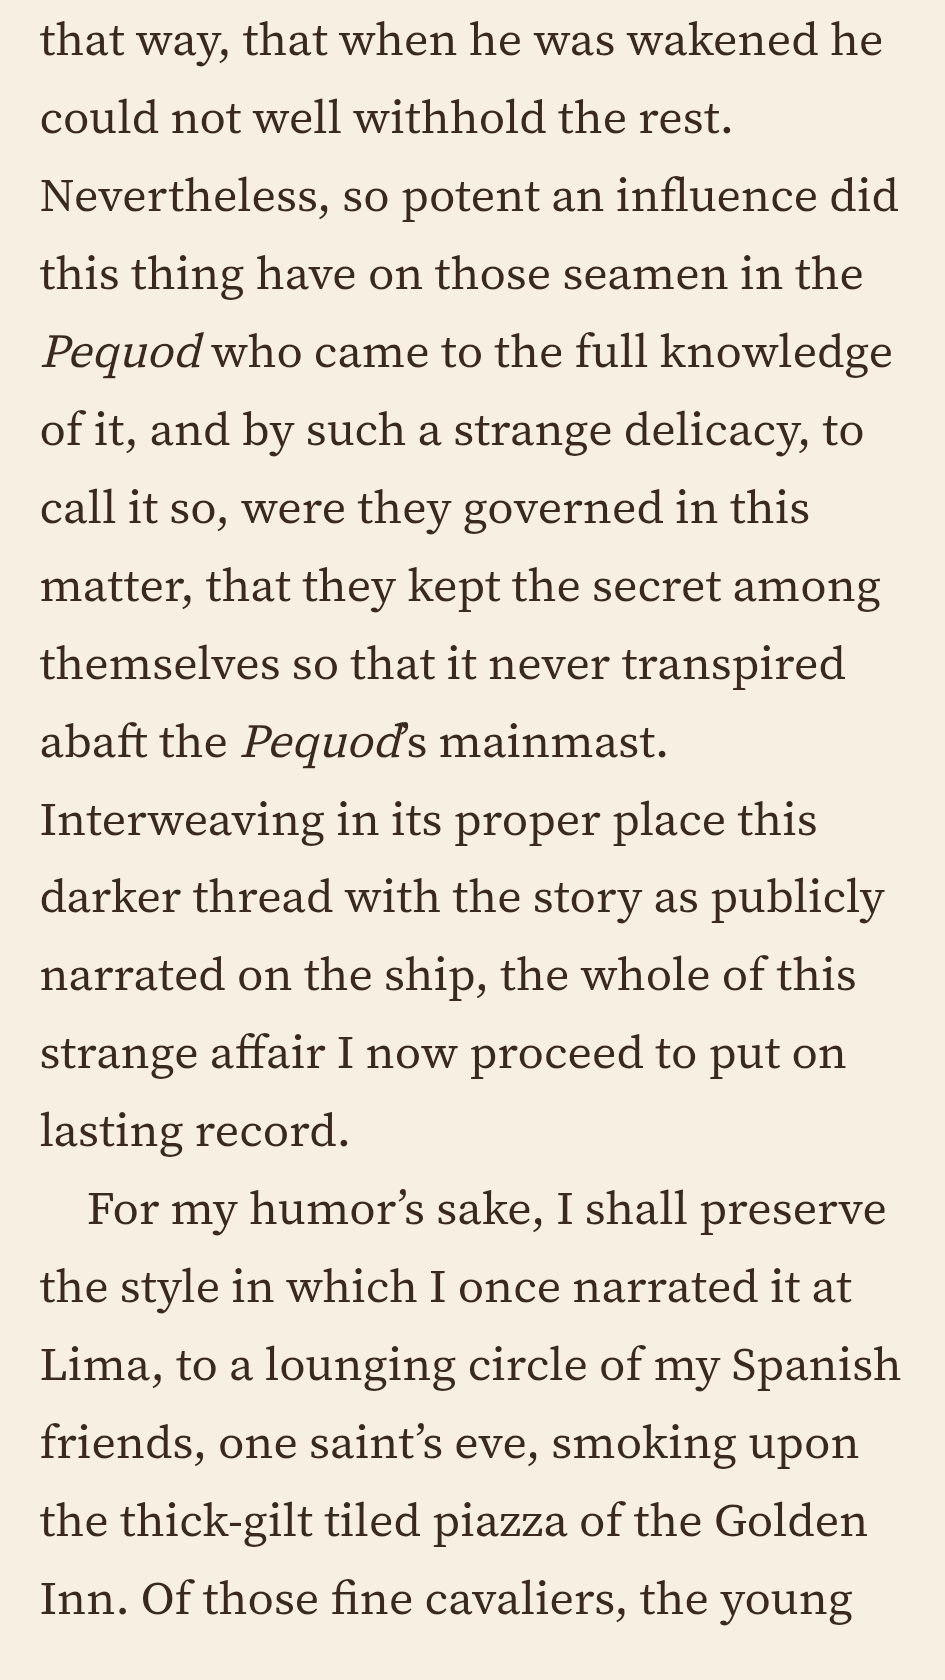 that way, that when he was wakened he
could not well withhold the rest.
Nevertheless, so potent an influence did
this thing have on those seamen in the
Pequod who came to the full knowledge
of it, and by such a strange delicacy, to
call it so, were they governed in this
matter, that they kept the secret among
themselves so that it never transpired
abaft the Pequod’s mainmast.
Interweaving in its proper place this
darker thread with the story as publicly
narrated on the ship, the whole of this
strange affair I now proceed to put on
lasting record.
For my humor’s sake, I shall preserve
the style in which I once narrated it at
Lima, to a lounging circle of my Spanish
friends, one saint’s eve, smoking upon
the thick-gilt tiled piazza of the Golden
Inn. Of those fine cavaliers, the young